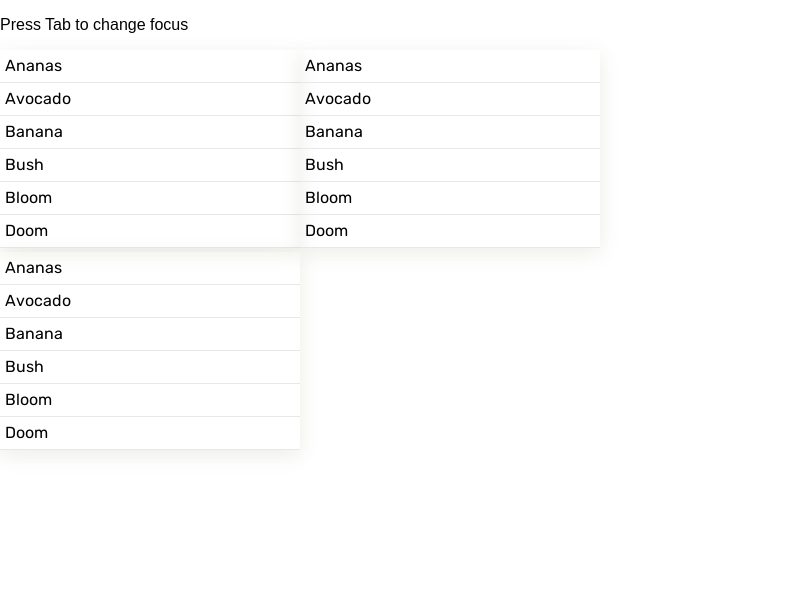 Press Tab to change focus
Ananas
Avocado
Banana
Bush
Bloom
Doom
Ananas
Avocado
Banana
Bush
Bloom
Doom
Ananas
Avocado
Banana
Bush
Bloom
Doom